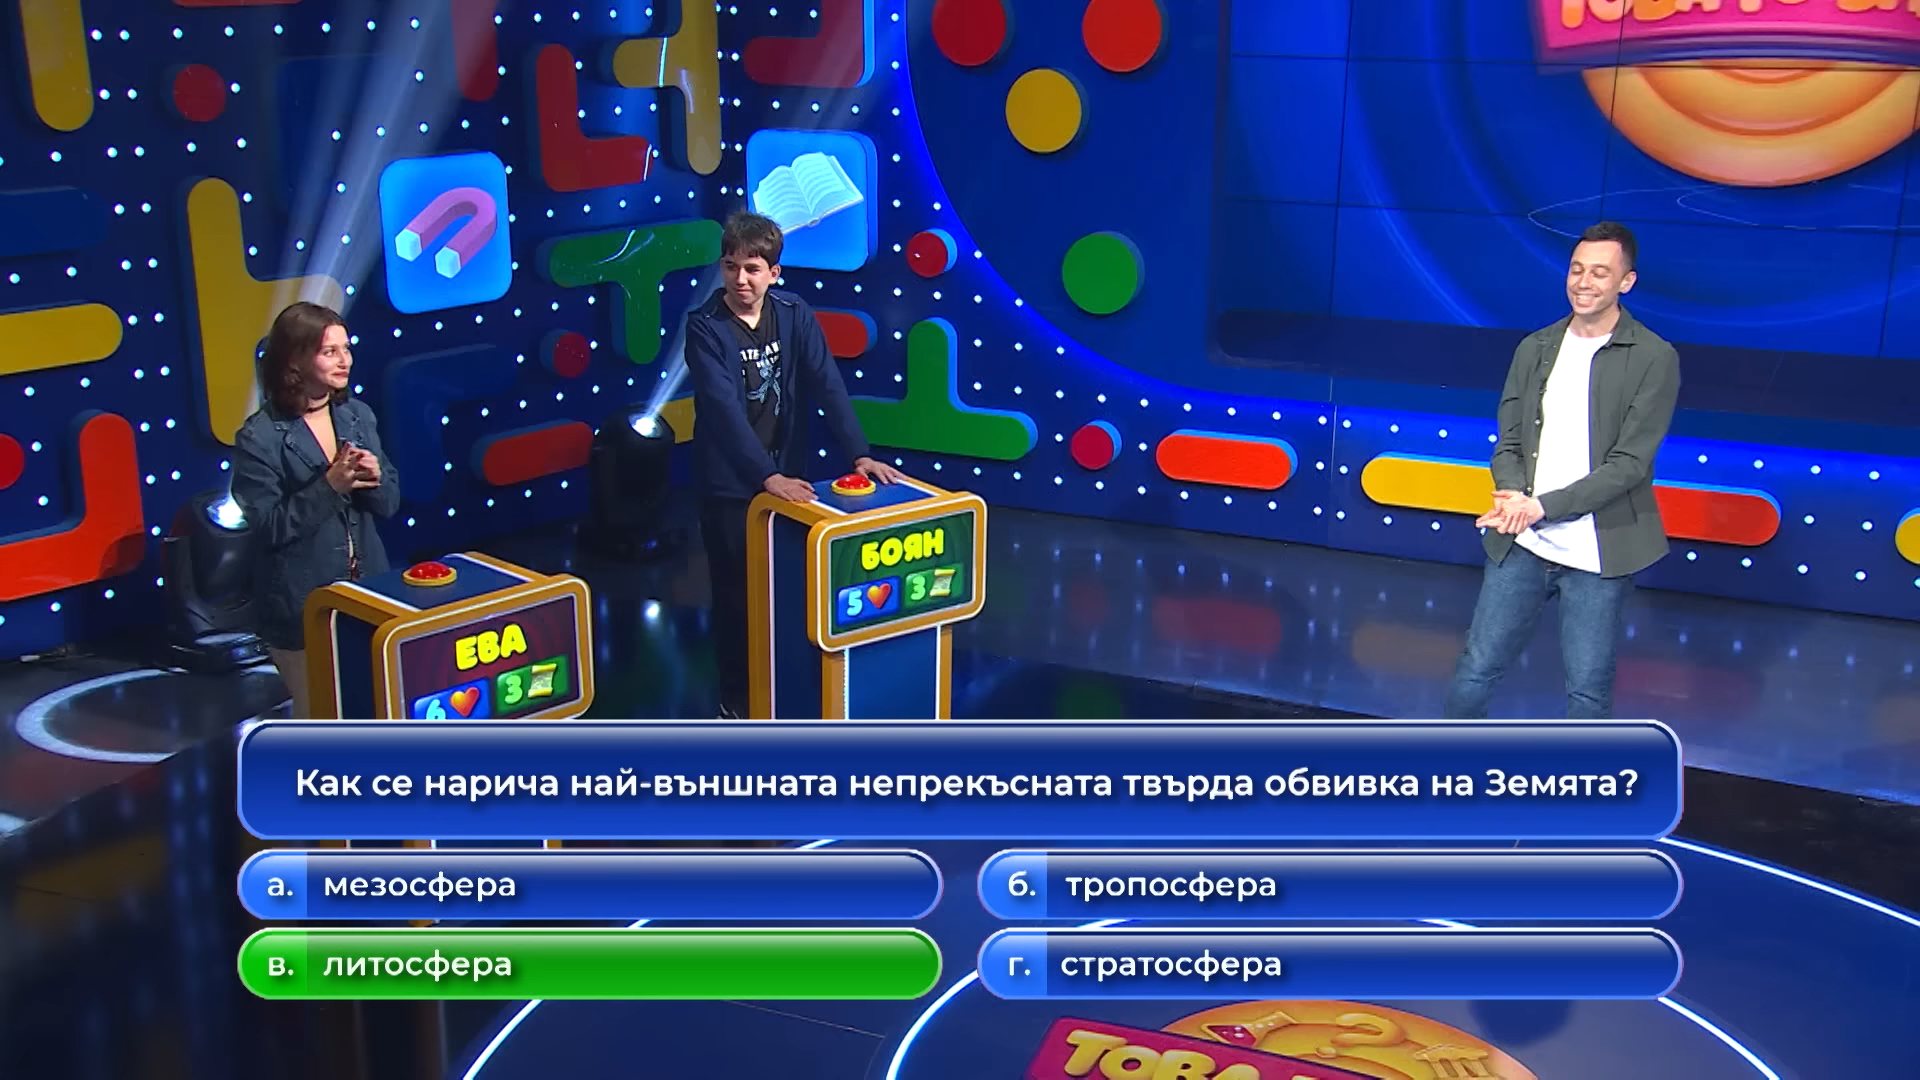 БОЯН
5 3
ЕВА
6 3
Как се нарича най-външната непрекъсната твърда обвивка на Земята?
а. мезосфера
б. тропосфера
в. литосфера
г. стратосфера
ТОВА